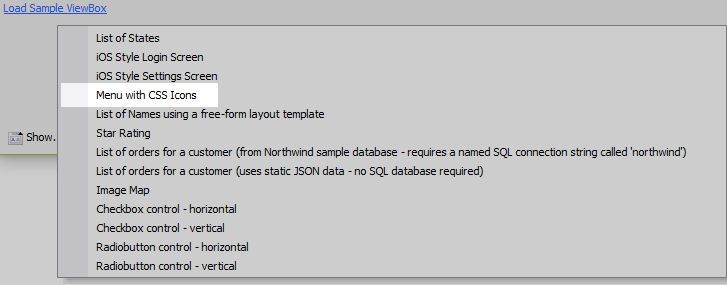 Load Sample ViewBox
List of States
iOS Style Login Screen
iOS Style Settings Screen
Menu with CSS Icons
List of Names using a free-form layout template
Show.
Star Rating
List of orders for a customer (from Northwind sample database - requires a named SQL connection string called 'northwind')
List of orders for a customer (uses static JSON data - no SQL database required)
Image Map
Checkbox control - horizontal
Checkbox control - vertical
Radiobutton control - horizontal
Radiobutton control - vertical